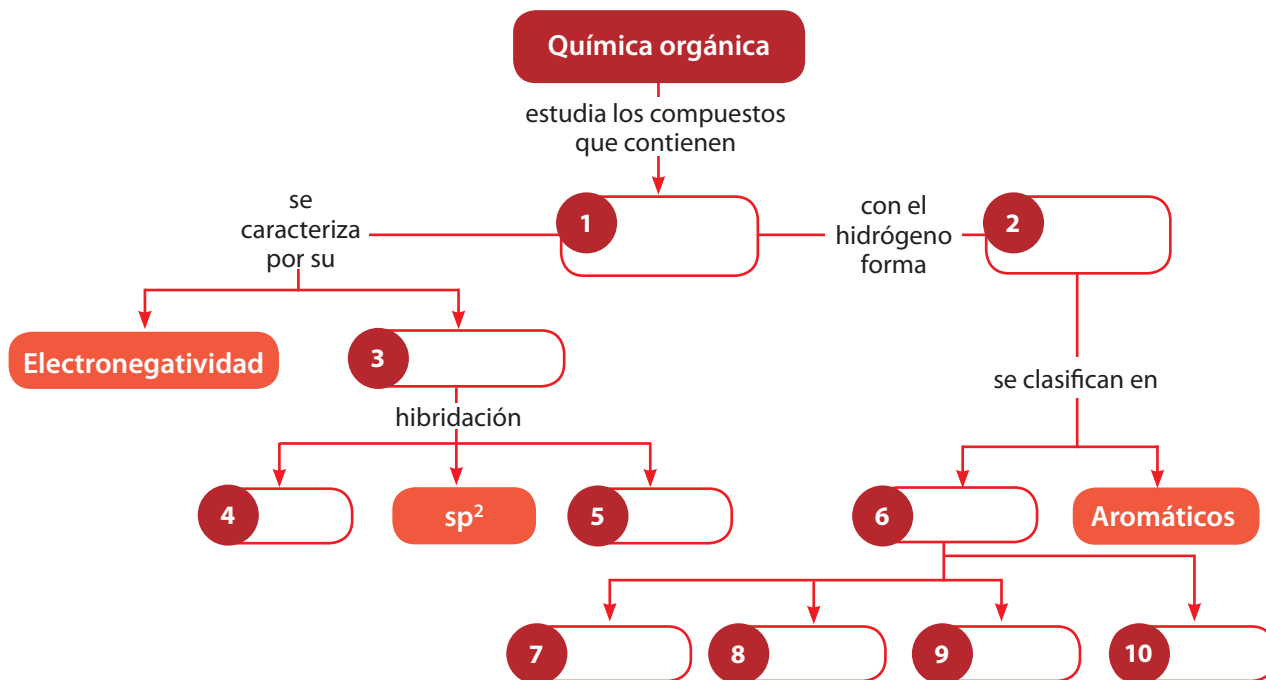 Química orgánica
estudia los compuestos
que contienen
1
se
caracteriza
por su
con el
hidrógeno
forma
2
Electronegatividad
3
hibridación
se clasifican en
4
sp²
5
6
Aromáticos
7
8
9
10